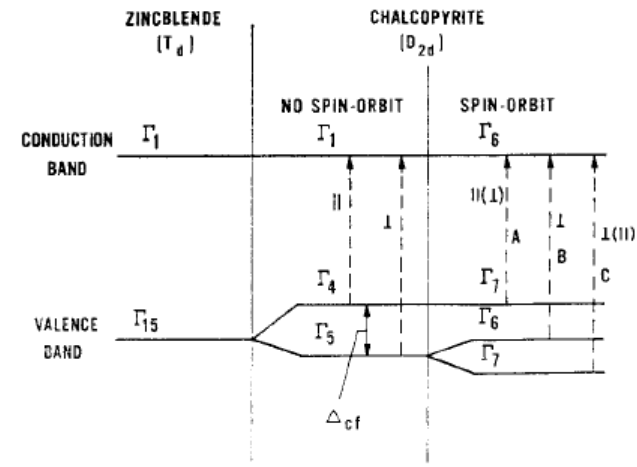 ZINCBLENDE
(T_d)
CHALCOPYRITE
(D_2d)
NO SPIN-ORBIT
SPIN-ORBIT
CONDUCTION
BAND
Γ1
Γ1
Γ6
||
⊥
||(⊥)
A
⊥
B
⊥(||)
C
VALENCE
BAND
Γ15
Γ4
Γ5
Γ7
Γ6
Γ7
Δcf